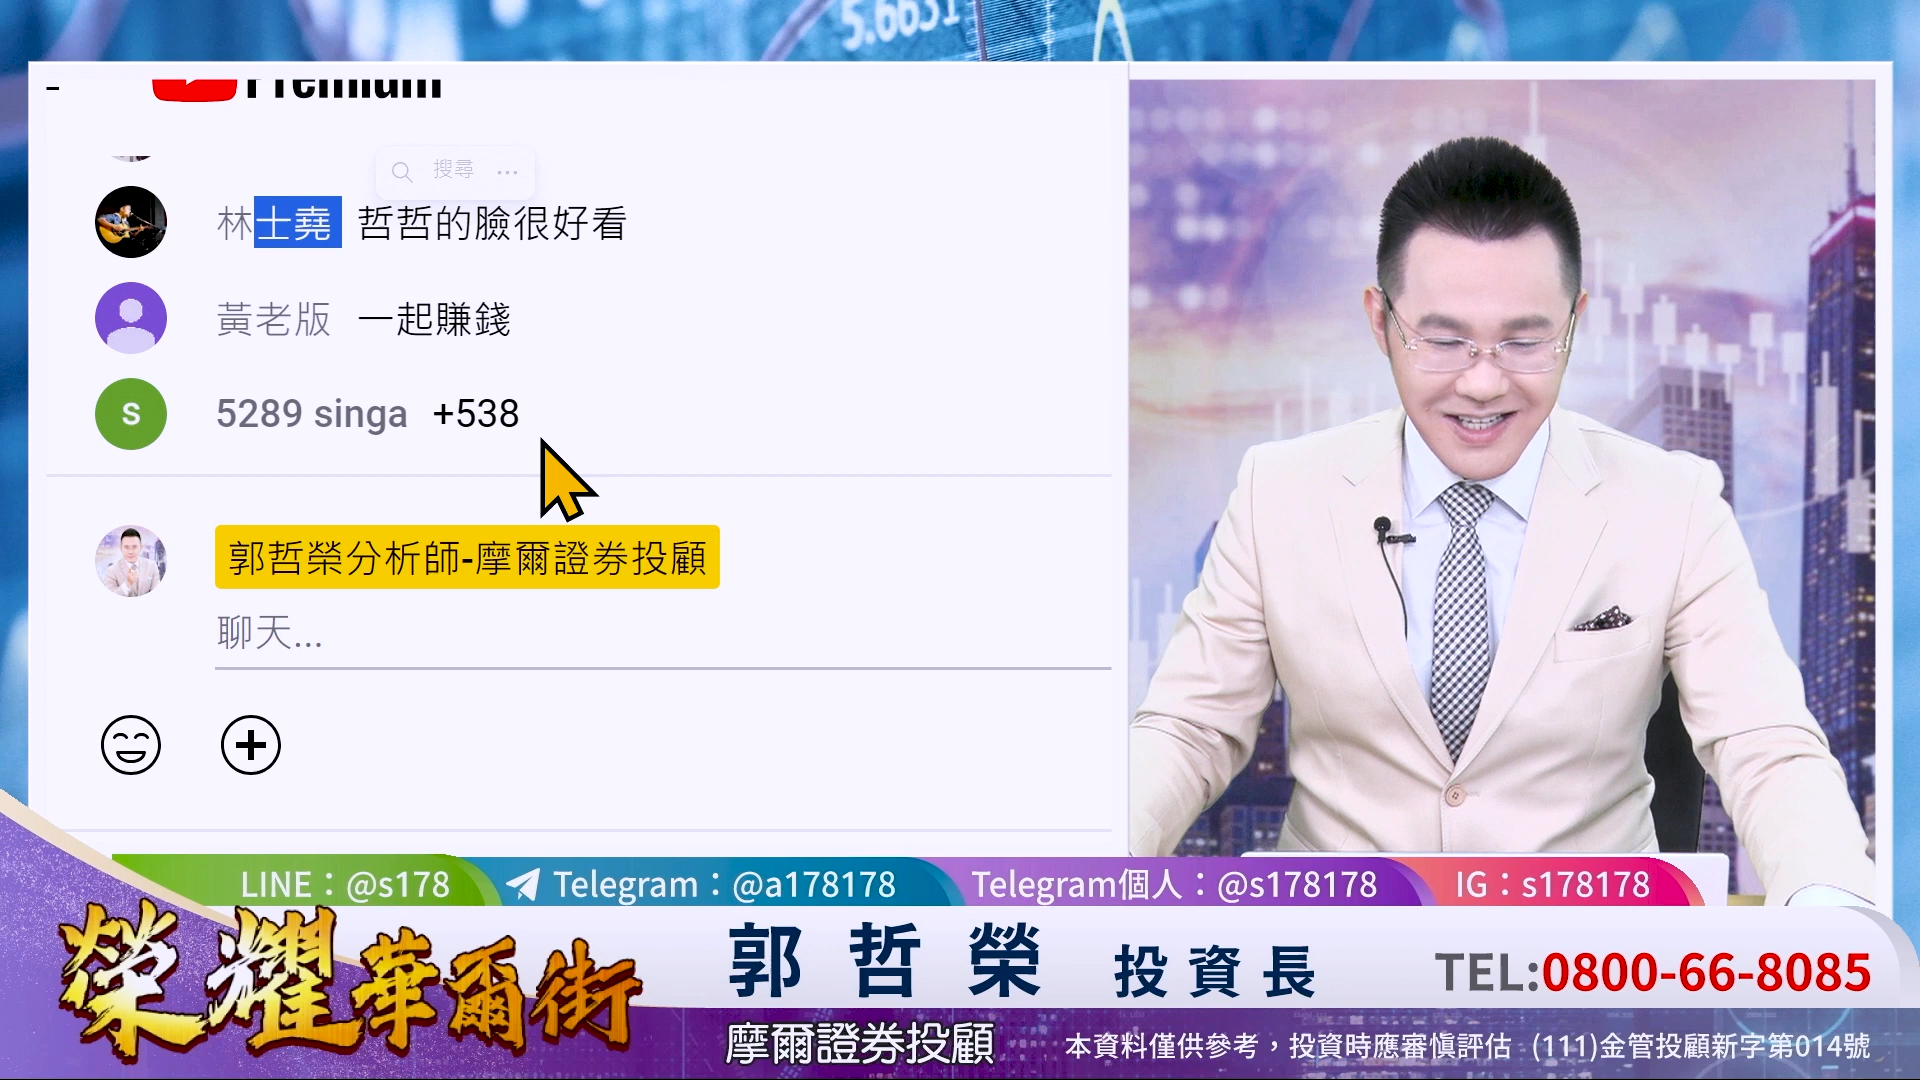 5.6631
Premium
搜尋 ...
林士堯 哲哲的臉很好看
黃老版 一起賺錢
S 5289 singa +538
郭哲榮分析師-摩爾證券投顧
聊天...
LINE：@s178 Telegram：@a178178 Telegram個人：@s178178 IG：s178178
榮耀華爾街
郭哲榮 投資長
TEL:0800-66-8085
摩爾證券投顧
本資料僅供參考，投資時應審慎評估 (111)金管投顧新字第014號